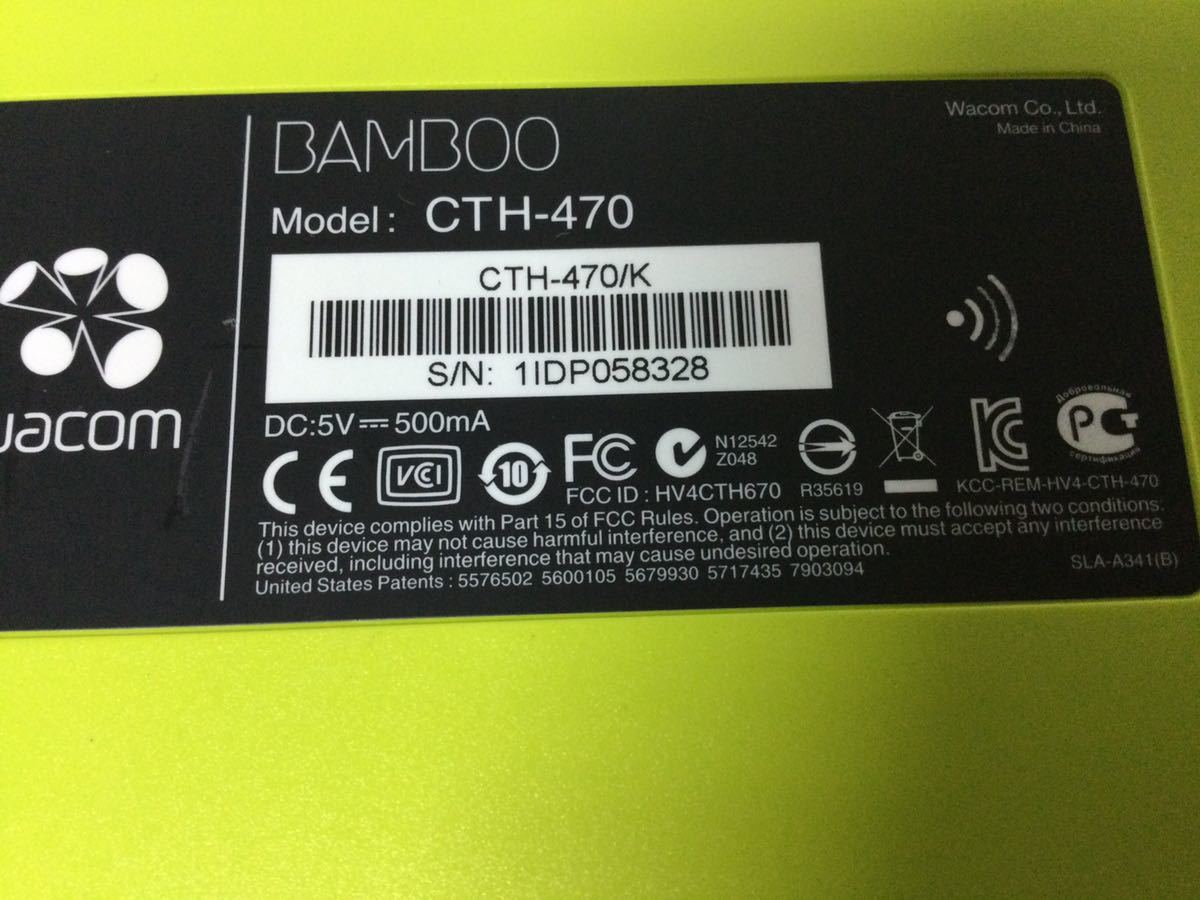 Wacom Co., Ltd.
Made in China
BAMBOO
Model : CTH-470
CTH-470/K
S/N: 1IDP058328
wacom
DC:5V⎓500mA
CE
VCI
10
FC
N12542
Z048
FCC ID : HV4CTH670
R35619
KCC-REM-HV4-CTH-470
Добровольная
РСТ
сертификация
This device complies with Part 15 of FCC Rules. Operation is subject to the following two conditions:
(1) this device may not cause harmful interference, and (2) this device must accept any interference
received, including interference that may cause undesired operation.
SLA-A341(B)
United States Patents : 5576502 5600105 5679930 5717435 7903094